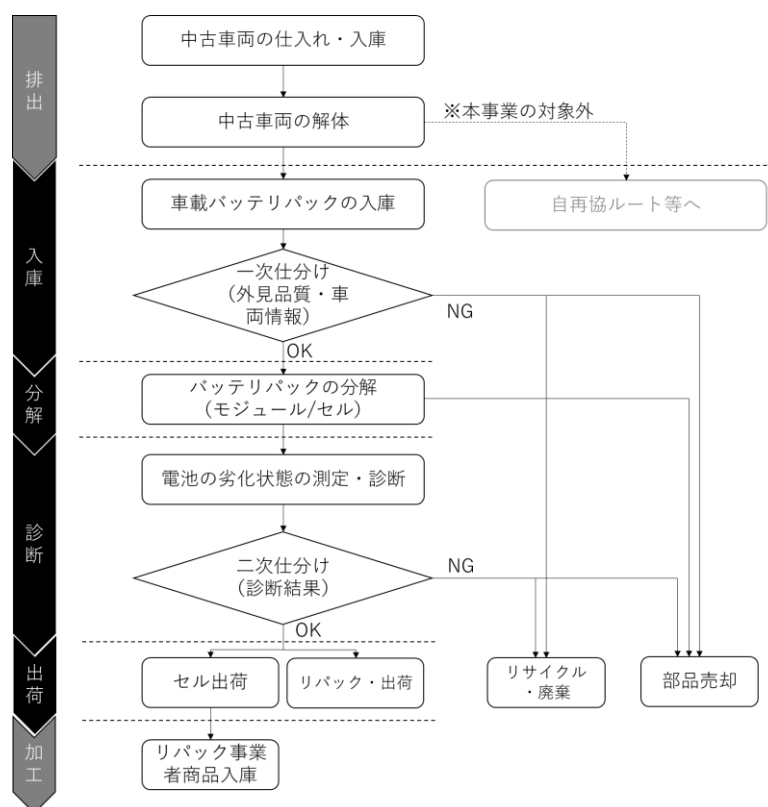 排出
中古車両の仕入れ・入庫
中古車両の解体
※本事業の対象外
入庫
車載バッテリパックの入庫
自再協ルート等へ
一次仕分け
(外見品質・車
両情報)
NG
OK
分解
バッテリパックの分解
(モジュール/セル)
診断
電池の劣化状態の測定・診断
二次仕分け
(診断結果)
NG
OK
出荷
セル出荷
リパック・出荷
リサイクル
・廃棄
部品売却
加工
リパック事業
者商品入庫